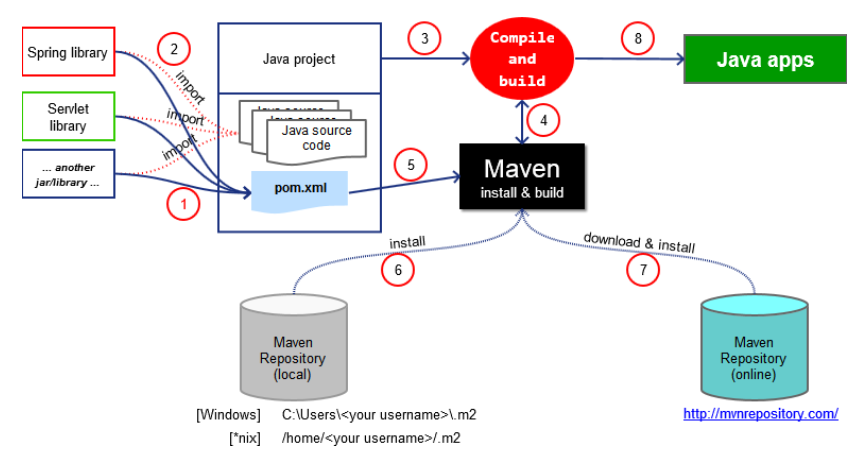 Spring library
2
Java project
3
Compile
and
build
8
Java apps
import
Servlet
library
import
Java source
Java source
Java source
code
4
import
... another
jar/library ...
1
pom.xml
5
Maven
install & build
install
6
download & install
7
Maven
Repository
(local)
Maven
Repository
(online)
[Windows] C:\Users\<your username>\.m2
http://mvnrepository.com/
[*nix] /home/<your username>/.m2